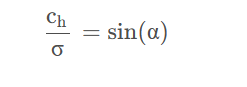 c_h/σ = sin(α)